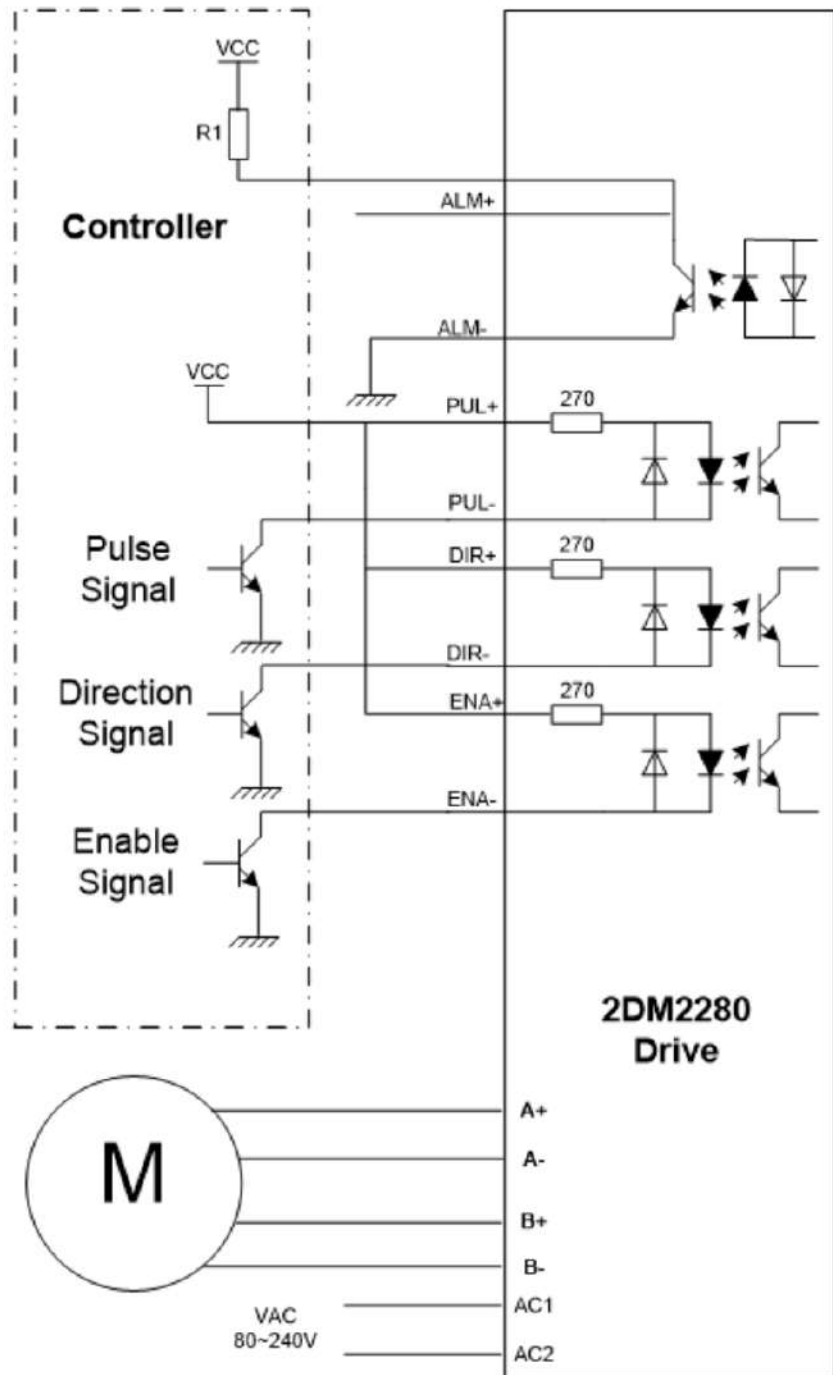 VCC
R1
ALM+
Controller
ALM-
VCC
PUL+
270
PUL-
Pulse
Signal
DIR+
270
DIR-
Direction
Signal
ENA+
270
ENA-
Enable
Signal
2DM2280
Drive
M
A+
A-
B+
B-
VAC
80~240V
AC1
AC2